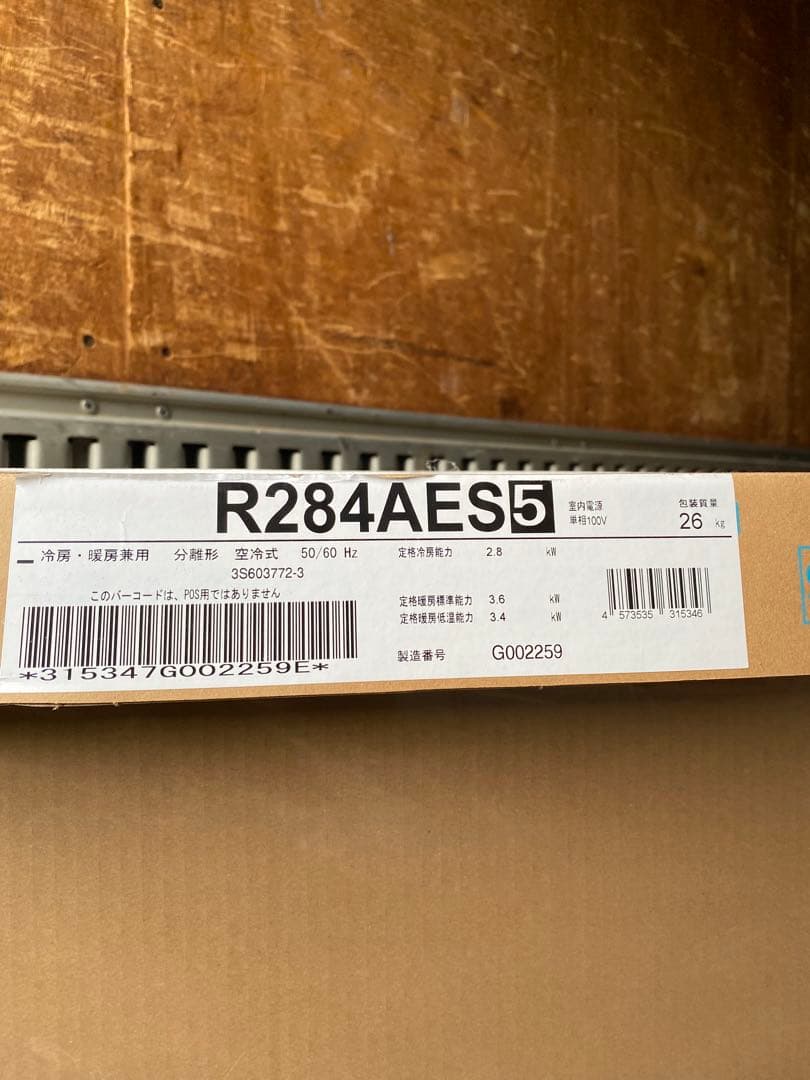 R284AES5
室内電源
単相100V
包装質量
26 kg
冷房・暖房兼用 分離形 空冷式 50/60 Hz
3S603772-3
このバーコードは、POS用ではありません
*315347G002259E*
定格冷房能力 2.8 kW
定格暖房標準能力 3.6 kW
定格暖房低温能力 3.4 kW
製造番号 G002259
4 573535 315346